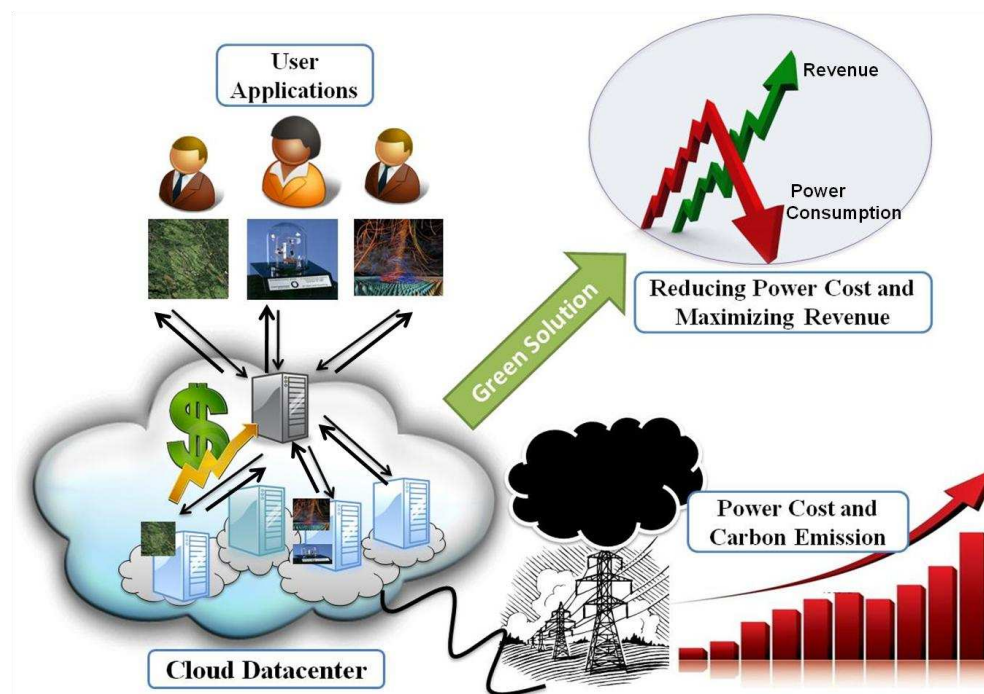 User
Applications
Revenue
Power
Consumption
Reducing Power Cost and
Maximizing Revenue
Green Solution
$
Power Cost and
Carbon Emission
Cloud Datacenter